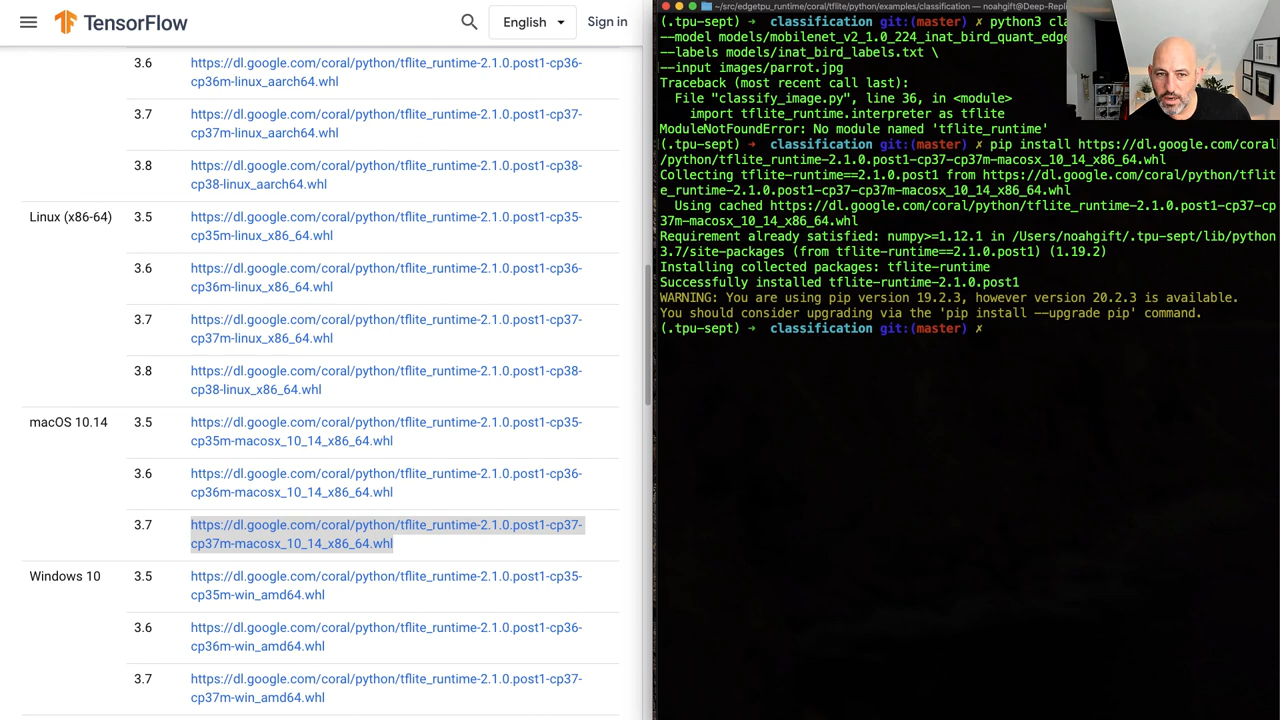 TensorFlow
English
Sign in
3.6
https://dl.google.com/coral/python/tflite_runtime-2.1.0.post1-cp36-
cp36m-linux_aarch64.whl
3.7
https://dl.google.com/coral/python/tflite_runtime-2.1.0.post1-cp37-
cp37m-linux_aarch64.whl
3.8
https://dl.google.com/coral/python/tflite_runtime-2.1.0.post1-cp38-
cp38-linux_aarch64.whl
Linux (x86-64)
3.5
https://dl.google.com/coral/python/tflite_runtime-2.1.0.post1-cp35-
cp35m-linux_x86_64.whl
3.6
https://dl.google.com/coral/python/tflite_runtime-2.1.0.post1-cp36-
cp36m-linux_x86_64.whl
3.7
https://dl.google.com/coral/python/tflite_runtime-2.1.0.post1-cp37-
cp37m-linux_x86_64.whl
3.8
https://dl.google.com/coral/python/tflite_runtime-2.1.0.post1-cp38-
cp38-linux_x86_64.whl
macOS 10.14
3.5
https://dl.google.com/coral/python/tflite_runtime-2.1.0.post1-cp35-
cp35m-macosx_10_14_x86_64.whl
3.6
https://dl.google.com/coral/python/tflite_runtime-2.1.0.post1-cp36-
cp36m-macosx_10_14_x86_64.whl
3.7
https://dl.google.com/coral/python/tflite_runtime-2.1.0.post1-cp37-
cp37m-macosx_10_14_x86_64.whl
Windows 10
3.5
https://dl.google.com/coral/python/tflite_runtime-2.1.0.post1-cp35-
cp35m-win_amd64.whl
3.6
https://dl.google.com/coral/python/tflite_runtime-2.1.0.post1-cp36-
cp36m-win_amd64.whl
3.7
https://dl.google.com/coral/python/tflite_runtime-2.1.0.post1-cp37-
cp37m-win_amd64.whl
~/src/edgetpu_runtime/coral/tflite/python/examples/classification — noahgift@Deep-Repli
(.tpu-sept) ➜ classification git:(master) ✗ python3 cla
--model models/mobilenet_v2_1.0_224_inat_bird_quant_edge
--labels models/inat_bird_labels.txt \
--input images/parrot.jpg
Traceback (most recent call last):
File "classify_image.py", line 36, in <module>
import tflite_runtime.interpreter as tflite
ModuleNotFoundError: No module named 'tflite_runtime'
(.tpu-sept) ➜ classification git:(master) ✗ pip install https://dl.google.com/coral
/python/tflite_runtime-2.1.0.post1-cp37-cp37m-macosx_10_14_x86_64.whl
Collecting tflite-runtime==2.1.0.post1 from https://dl.google.com/coral/python/tflit
e_runtime-2.1.0.post1-cp37-cp37m-macosx_10_14_x86_64.whl
Using cached https://dl.google.com/coral/python/tflite_runtime-2.1.0.post1-cp37-cp
37m-macosx_10_14_x86_64.whl
Requirement already satisfied: numpy>=1.12.1 in /Users/noahgift/.tpu-sept/lib/python
3.7/site-packages (from tflite-runtime==2.1.0.post1) (1.19.2)
Installing collected packages: tflite-runtime
Successfully installed tflite-runtime-2.1.0.post1
WARNING: You are using pip version 19.2.3, however version 20.2.3 is available.
You should consider upgrading via the 'pip install --upgrade pip' command.
(.tpu-sept) ➜ classification git:(master) ✗